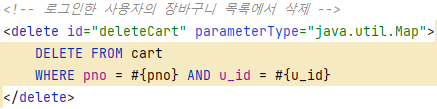 <!-- 로그인한 사용자의 장바구니 목록에서 삭제 -->
<delete id="deleteCart" parameterType="java.util.Map">
    DELETE FROM cart
    WHERE pno = #{pno} AND u_id = #{u_id}
</delete>